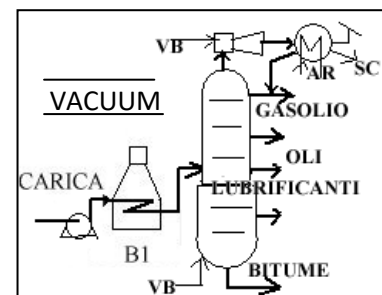 VB
AR
SC
VACUUM
GASOLIO
OLI
LUBRIFICANTI
CARICA
B1
VB
BITUME